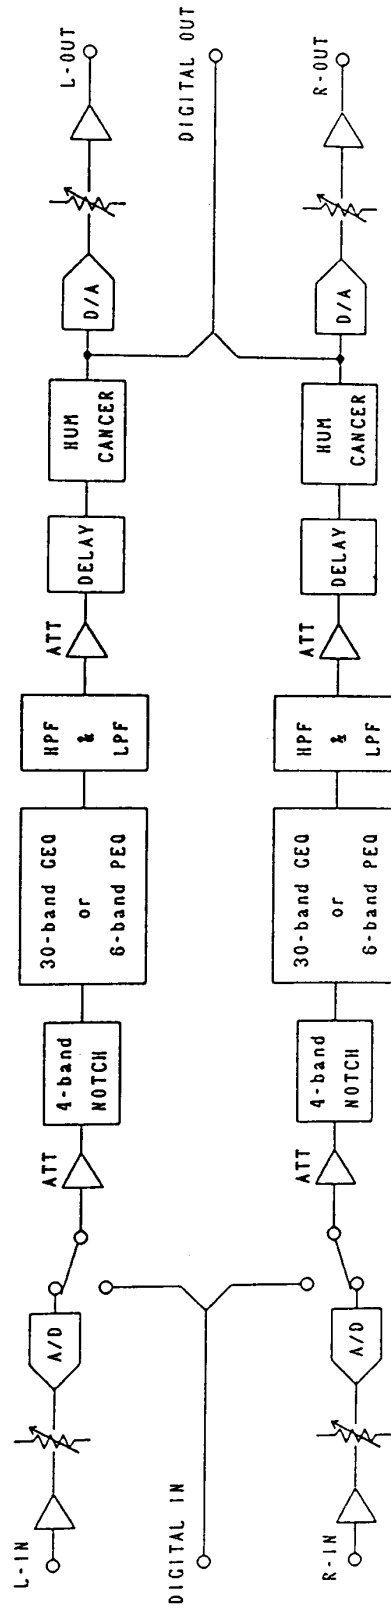 L-IN
A/D
ATT
4-band
NOTCH
30-band GEQ
or
6-band PEQ
HPF
&
LPF
ATT
DELAY
HUM
CANCER
D/A
L-OUT
DIGITAL IN
DIGITAL OUT
R-IN
A/D
ATT
4-band
NOTCH
30-band GEQ
or
6-band PEQ
HPF
&
LPF
ATT
DELAY
HUM
CANCER
D/A
R-OUT